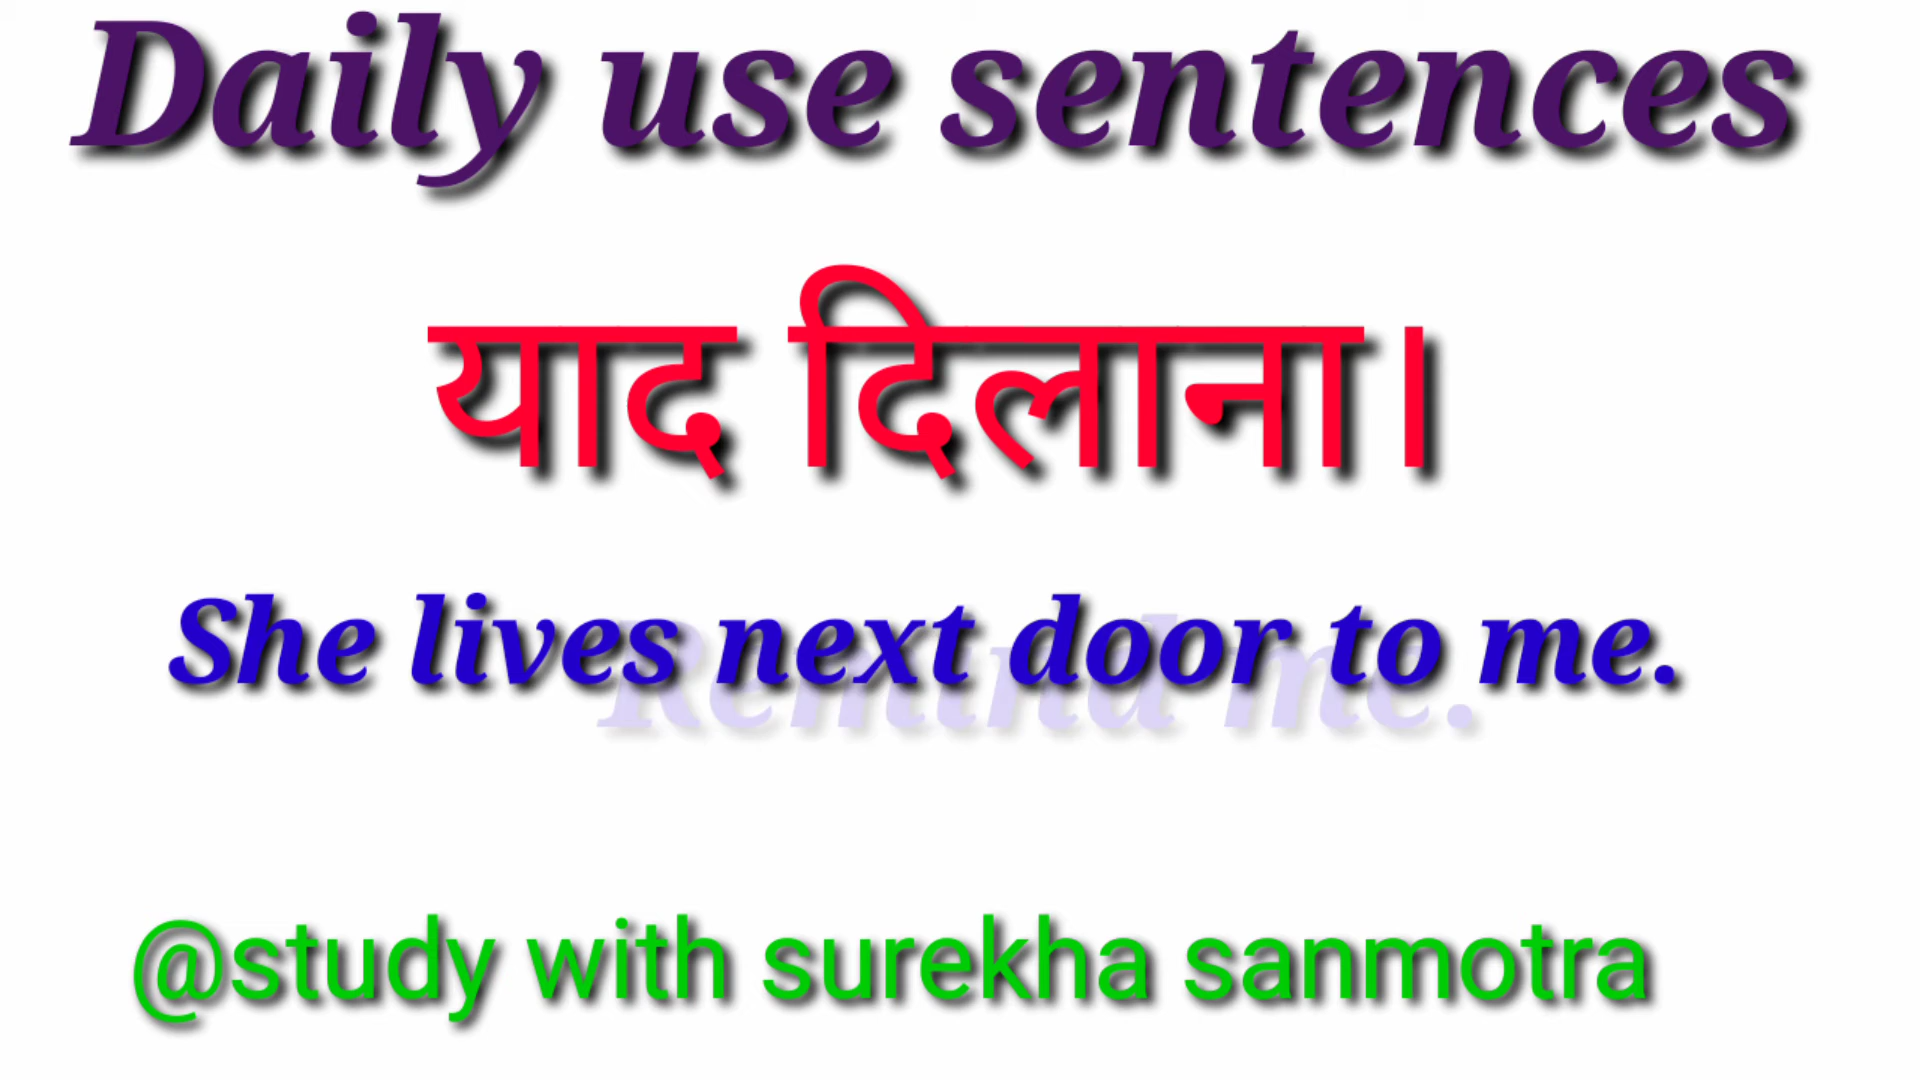 Daily use sentences
याद दिलाना।
She lives next door to me.
Remind me.
@study with surekha sanmotra